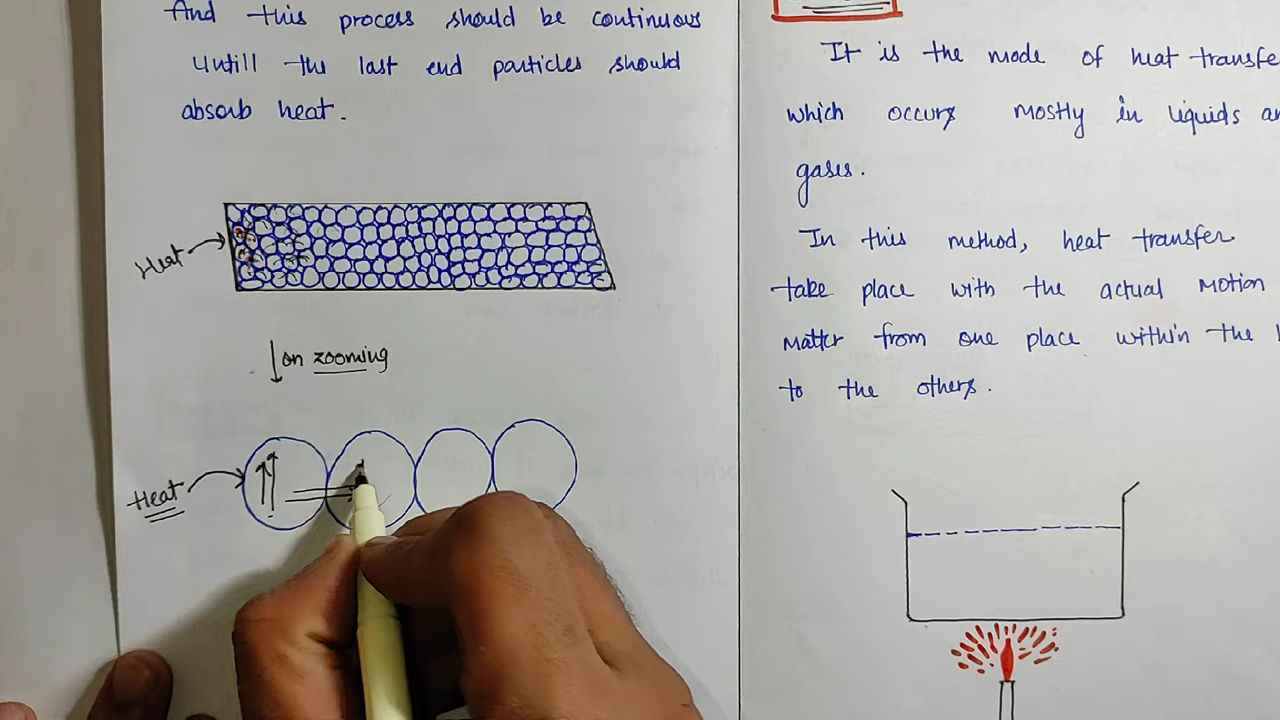 And this process should be continuous
untill the last end particles should
absorb heat.
Heat
on zooming
Heat
It is the mode of heat transfe
which occurs mostly in liquids an
gases.
In this method, heat transfer
take place with the actual motion
matter from one place within the
to the others.